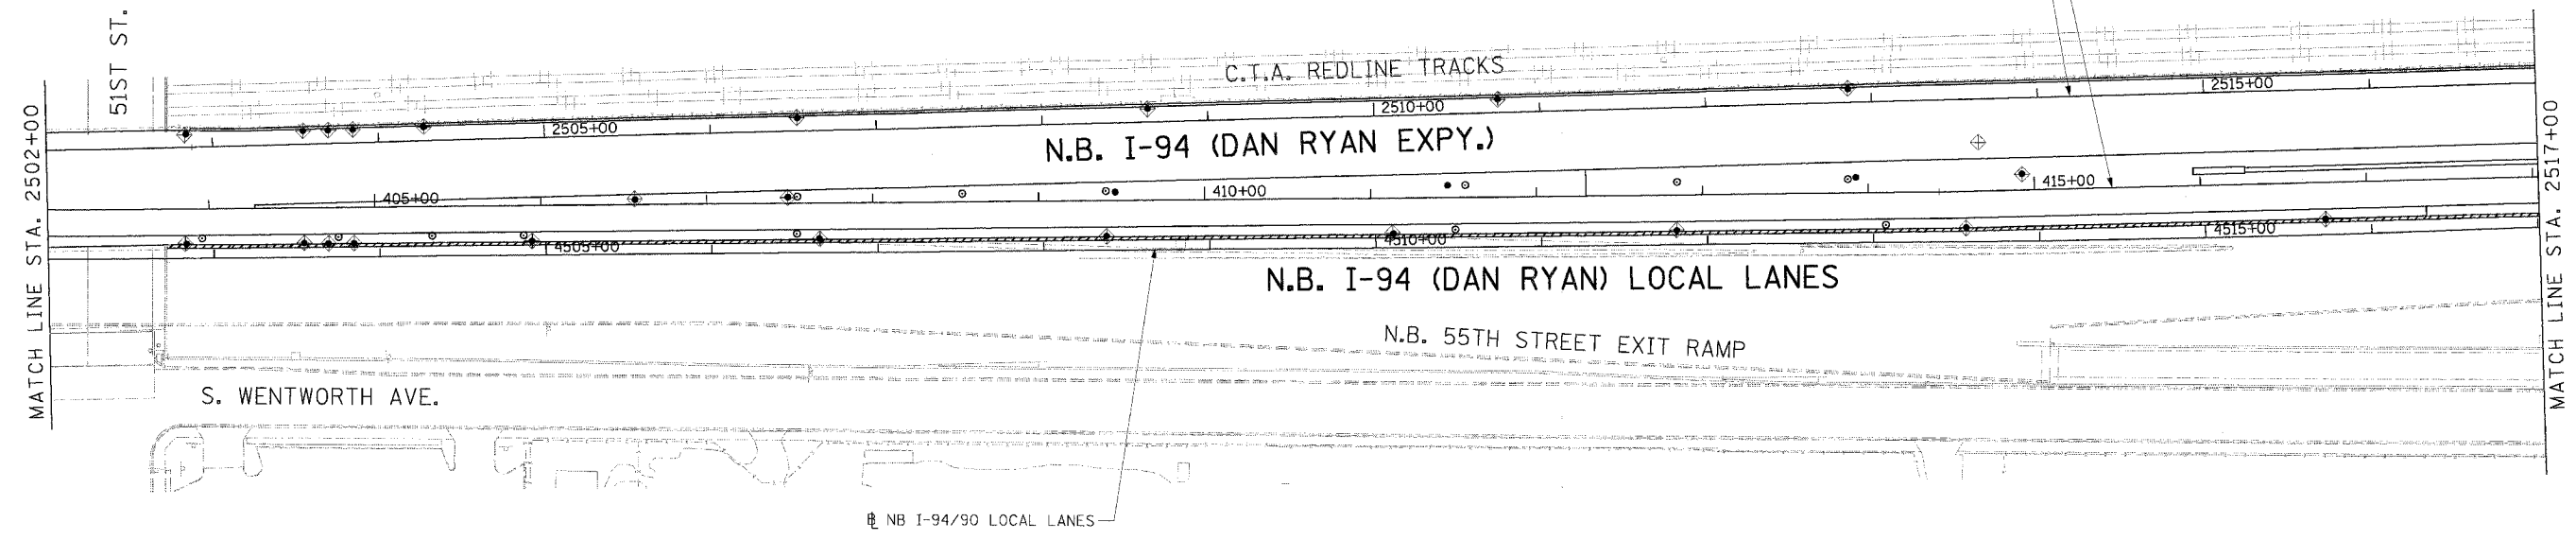 51ST ST.
MATCH LINE STA. 2502+00
C.T.A. REDLINE TRACKS
2505+00
2510+00
2515+00
N.B. I-94 (DAN RYAN EXPY.)
405+00
410+00
415+00
4505+00
4510+00
4515+00
N.B. I-94 (DAN RYAN) LOCAL LANES
N.B. 55TH STREET EXIT RAMP
S. WENTWORTH AVE.
MATCH LINE STA. 2517+00
NB I-94/90 LOCAL LANES